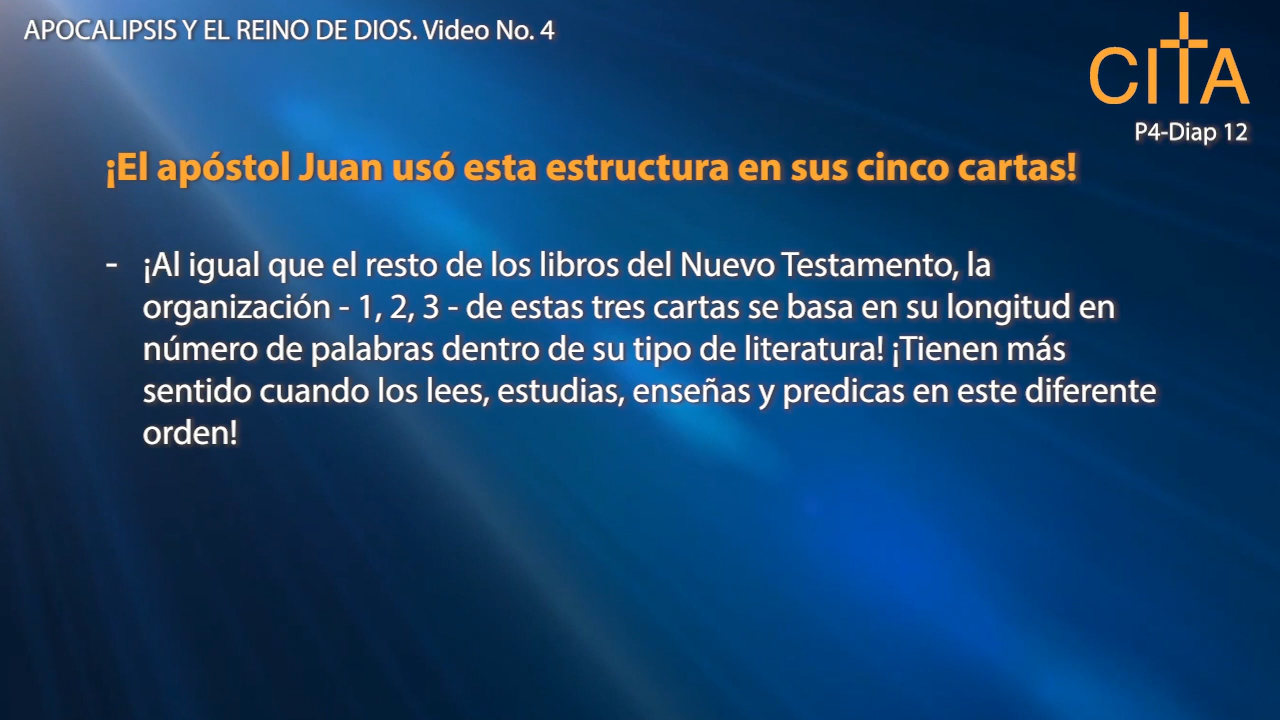 APOCALIPSIS Y EL REINO DE DIOS. Video No. 4
CITA
P4-Diap 12
¡El apóstol Juan usó esta estructura en sus cinco cartas!
- ¡Al igual que el resto de los libros del Nuevo Testamento, la
organización - 1, 2, 3 - de estas tres cartas se basa en su longitud en
número de palabras dentro de su tipo de literatura! ¡Tienen más
sentido cuando los lees, estudias, enseñas y predicas en este diferente
orden!